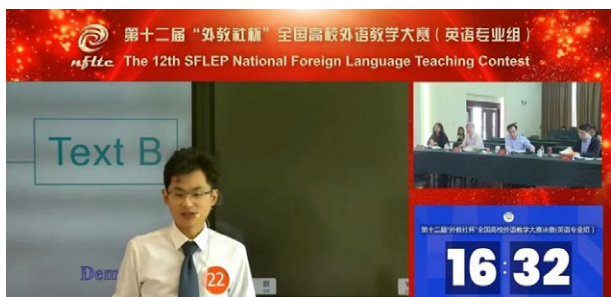 第十二届“外教社杯”全国高校外语教学大赛（英语专业组）
nfltc The 12th SFLEP National Foreign Language Teaching Contest
Text B
Dem
22
第十二届“外教社杯”全国高校外语教学大赛决赛(英语专业组）
16:32